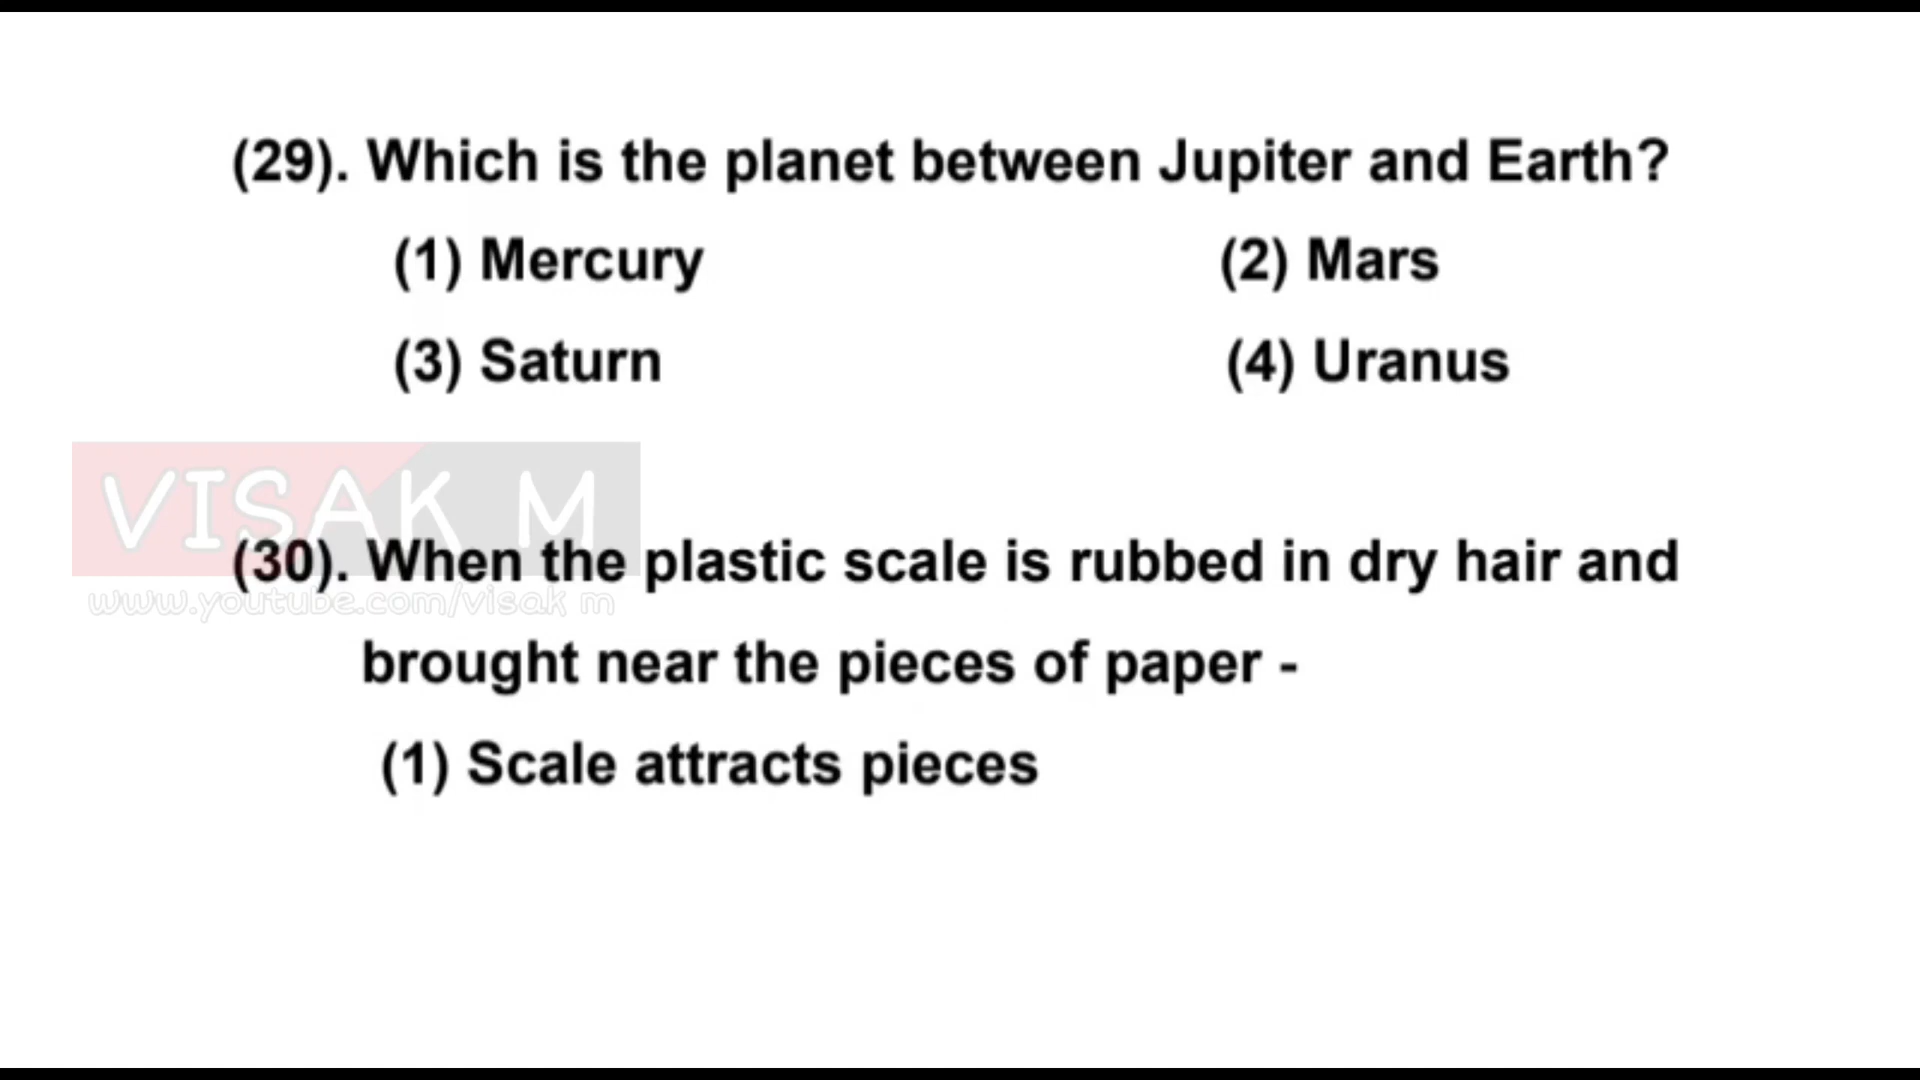 (29). Which is the planet between Jupiter and Earth?
(1) Mercury (2) Mars
(3) Saturn (4) Uranus
VISAK M
(30). When the plastic scale is rubbed in dry hair and
www.youtube.com/visak m
brought near the pieces of paper -
(1) Scale attracts pieces